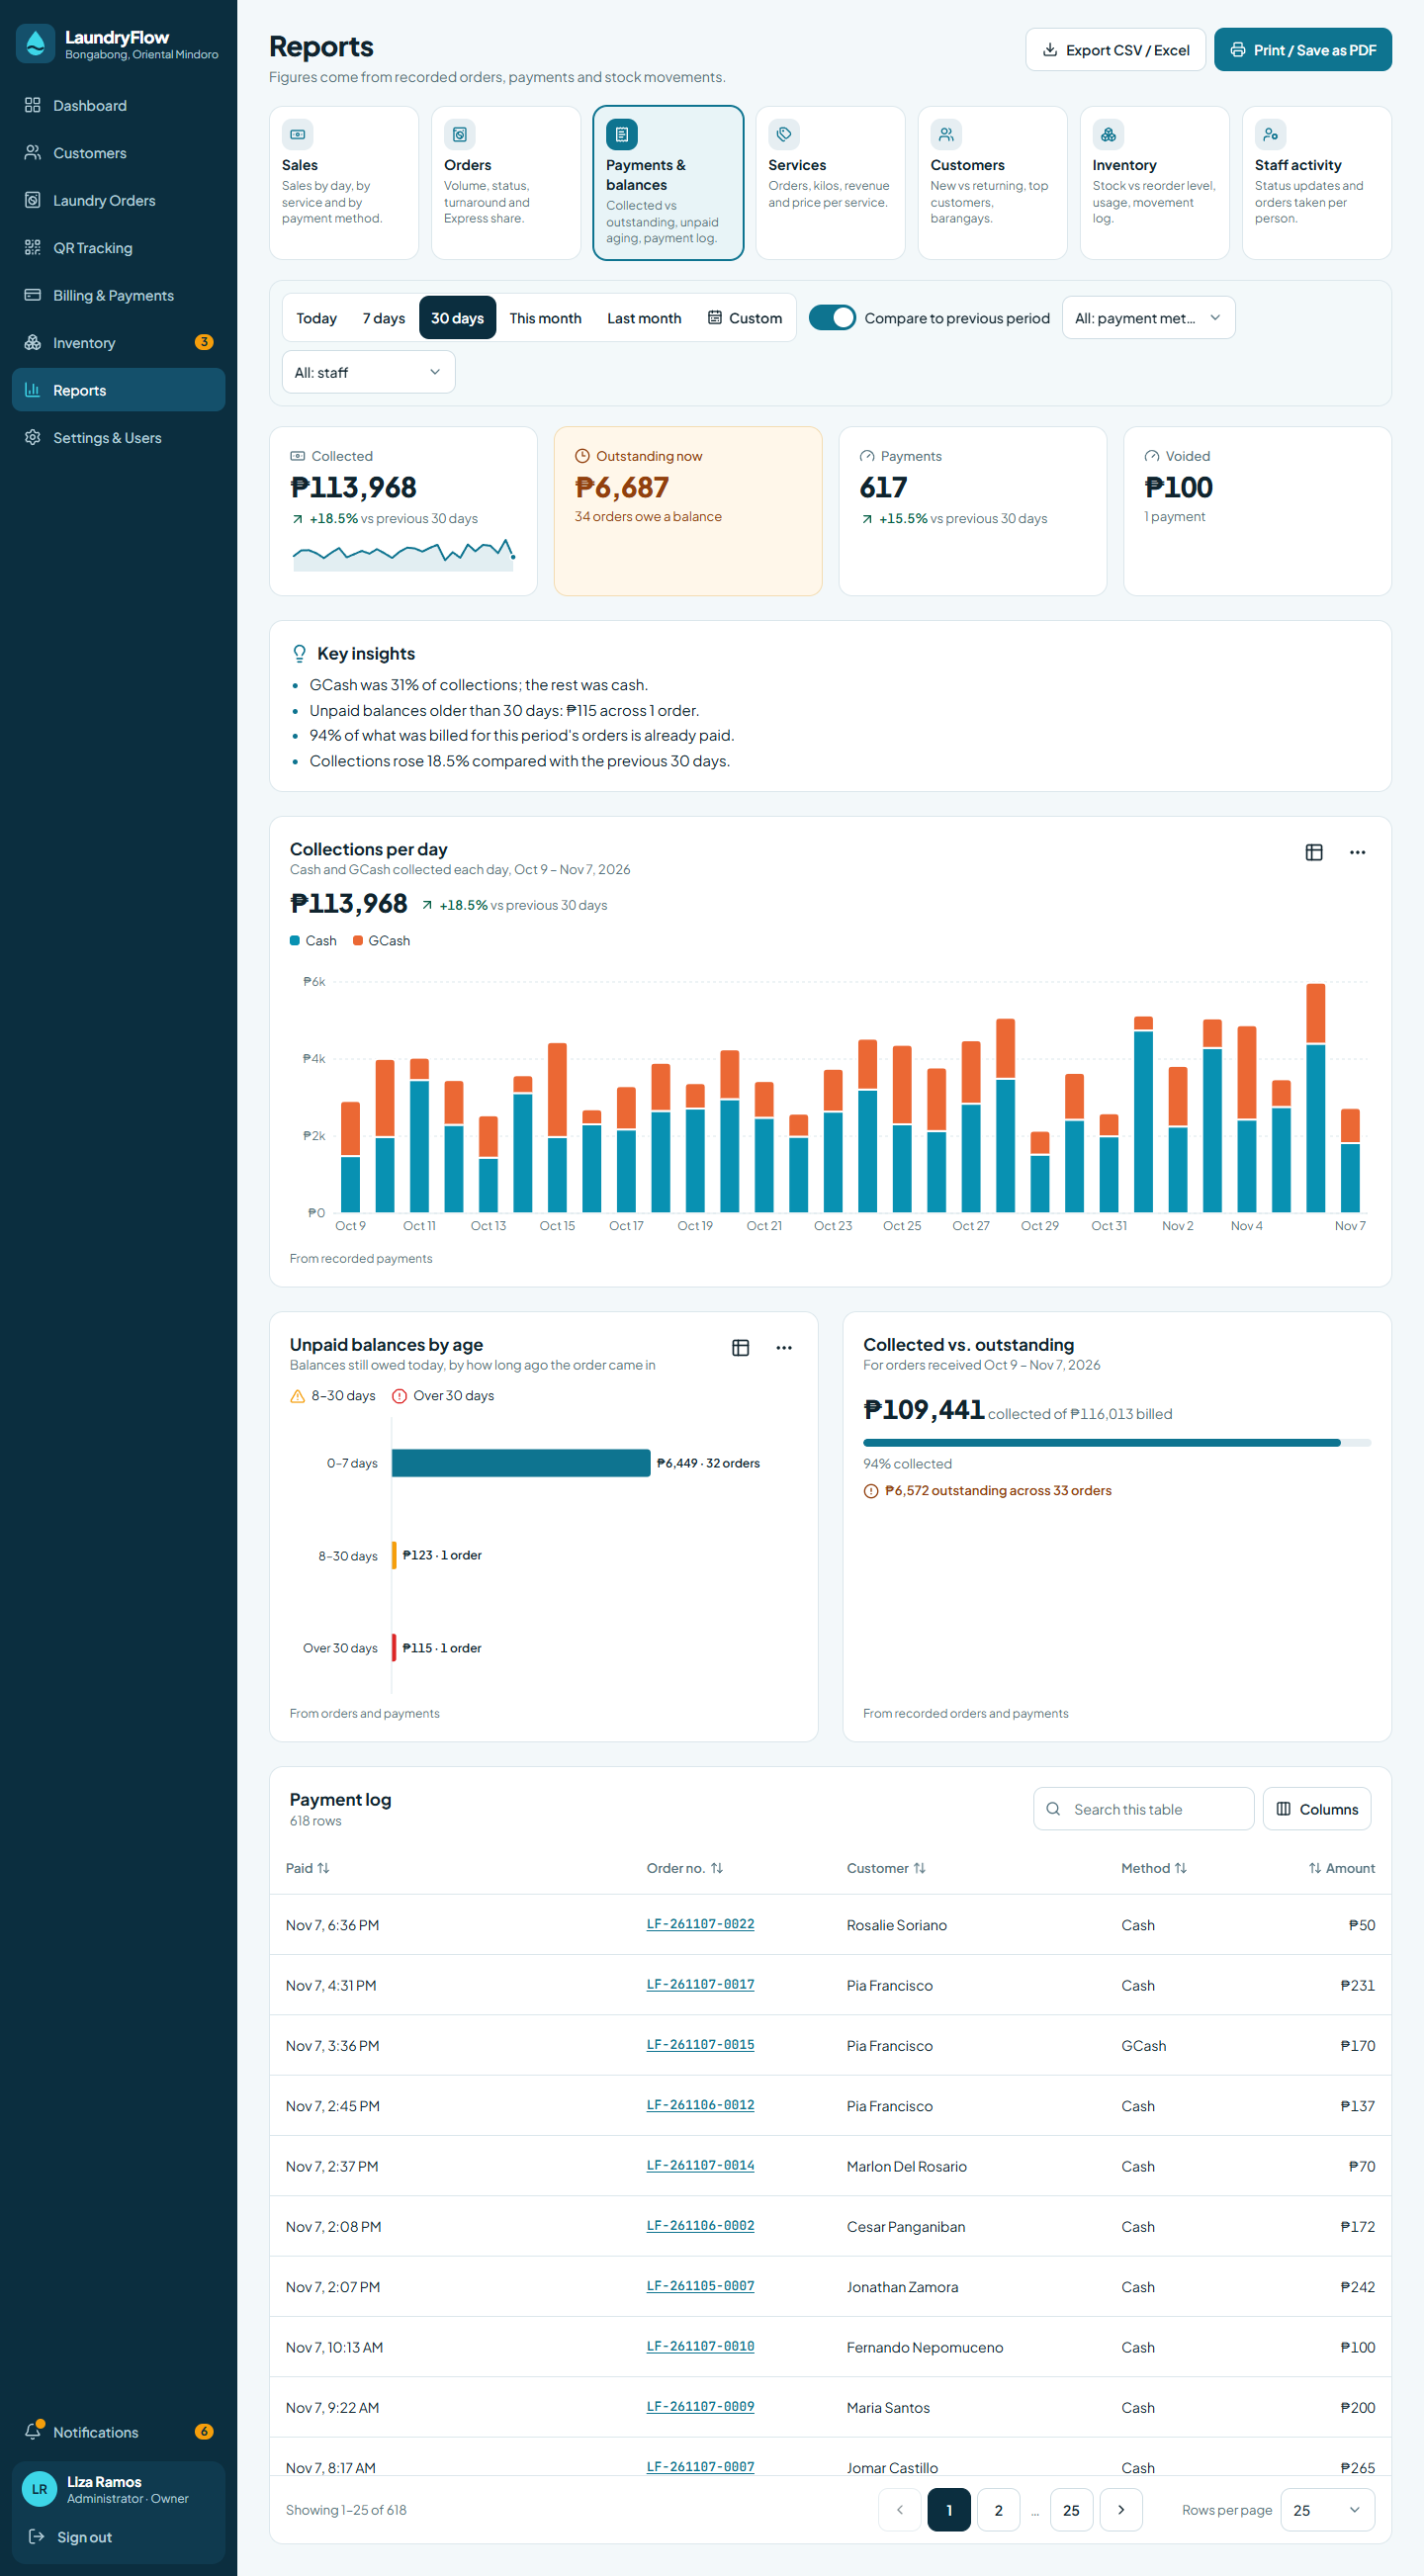 LaundryFlow
Bongabong, Oriental Mindoro
Dashboard
Customers
Laundry Orders
QR Tracking
Billing & Payments
Inventory 3
Reports
Settings & Users
Notifications 6
LR
Liza Ramos
Administrator · Owner
Sign out
Reports
Figures come from recorded orders, payments and stock movements.
Export CSV / Excel
Print / Save as PDF
Sales
Sales by day, by
service and by
payment method.
Orders
Volume, status,
turnaround and
Express share.
Payments &
balances
Collected vs
outstanding, unpaid
aging, payment log.
Services
Orders, kilos, revenue
and price per service.
Customers
New vs returning, top
customers,
barangays.
Inventory
Stock vs reorder level,
usage, movement
log.
Staff activity
Status updates and
orders taken per
person.
Today 7 days 30 days This month Last month Custom
Compare to previous period
All: payment met...
All: staff
Collected
₱113,968
+18.5% vs previous 30 days
Outstanding now
₱6,687
34 orders owe a balance
Payments
617
+15.5% vs previous 30 days
Voided
₱100
1 payment
Key insights
• GCash was 31% of collections; the rest was cash.
• Unpaid balances older than 30 days: ₱115 across 1 order.
• 94% of what was billed for this period's orders is already paid.
• Collections rose 18.5% compared with the previous 30 days.
Collections per day
Cash and GCash collected each day, Oct 9 – Nov 7, 2026
₱113,968 +18.5% vs previous 30 days
Cash GCash
₱6k
₱4k
₱2k
₱0
Oct 9 Oct 11 Oct 13 Oct 15 Oct 17 Oct 19 Oct 21 Oct 23 Oct 25 Oct 27 Oct 29 Oct 31 Nov 2 Nov 4 Nov 7
From recorded payments
Unpaid balances by age
Balances still owed today, by how long ago the order came in
8–30 days Over 30 days
0–7 days ₱6,449 · 32 orders
8–30 days ₱123 · 1 order
Over 30 days ₱115 · 1 order
From orders and payments
Collected vs. outstanding
For orders received Oct 9 – Nov 7, 2026
₱109,441 collected of ₱116,013 billed
94% collected
₱6,572 outstanding across 33 orders
From recorded orders and payments
Payment log
618 rows
Search this table
Columns
Paid Order no. Customer Method Amount
Nov 7, 6:36 PM LF-261107-0022 Rosalie Soriano Cash ₱50
Nov 7, 4:31 PM LF-261107-0017 Pia Francisco Cash ₱231
Nov 7, 3:36 PM LF-261107-0015 Pia Francisco GCash ₱170
Nov 7, 2:45 PM LF-261106-0012 Pia Francisco Cash ₱137
Nov 7, 2:37 PM LF-261107-0014 Marlon Del Rosario Cash ₱70
Nov 7, 2:08 PM LF-261106-0002 Cesar Panganiban Cash ₱172
Nov 7, 2:07 PM LF-261105-0007 Jonathan Zamora Cash ₱242
Nov 7, 10:13 AM LF-261107-0010 Fernando Nepomuceno Cash ₱100
Nov 7, 9:22 AM LF-261107-0009 Maria Santos Cash ₱200
Nov 7, 8:17 AM LF-261107-0007 Jomar Castillo Cash ₱265
Showing 1–25 of 618
1 2 ... 25
Rows per page 25